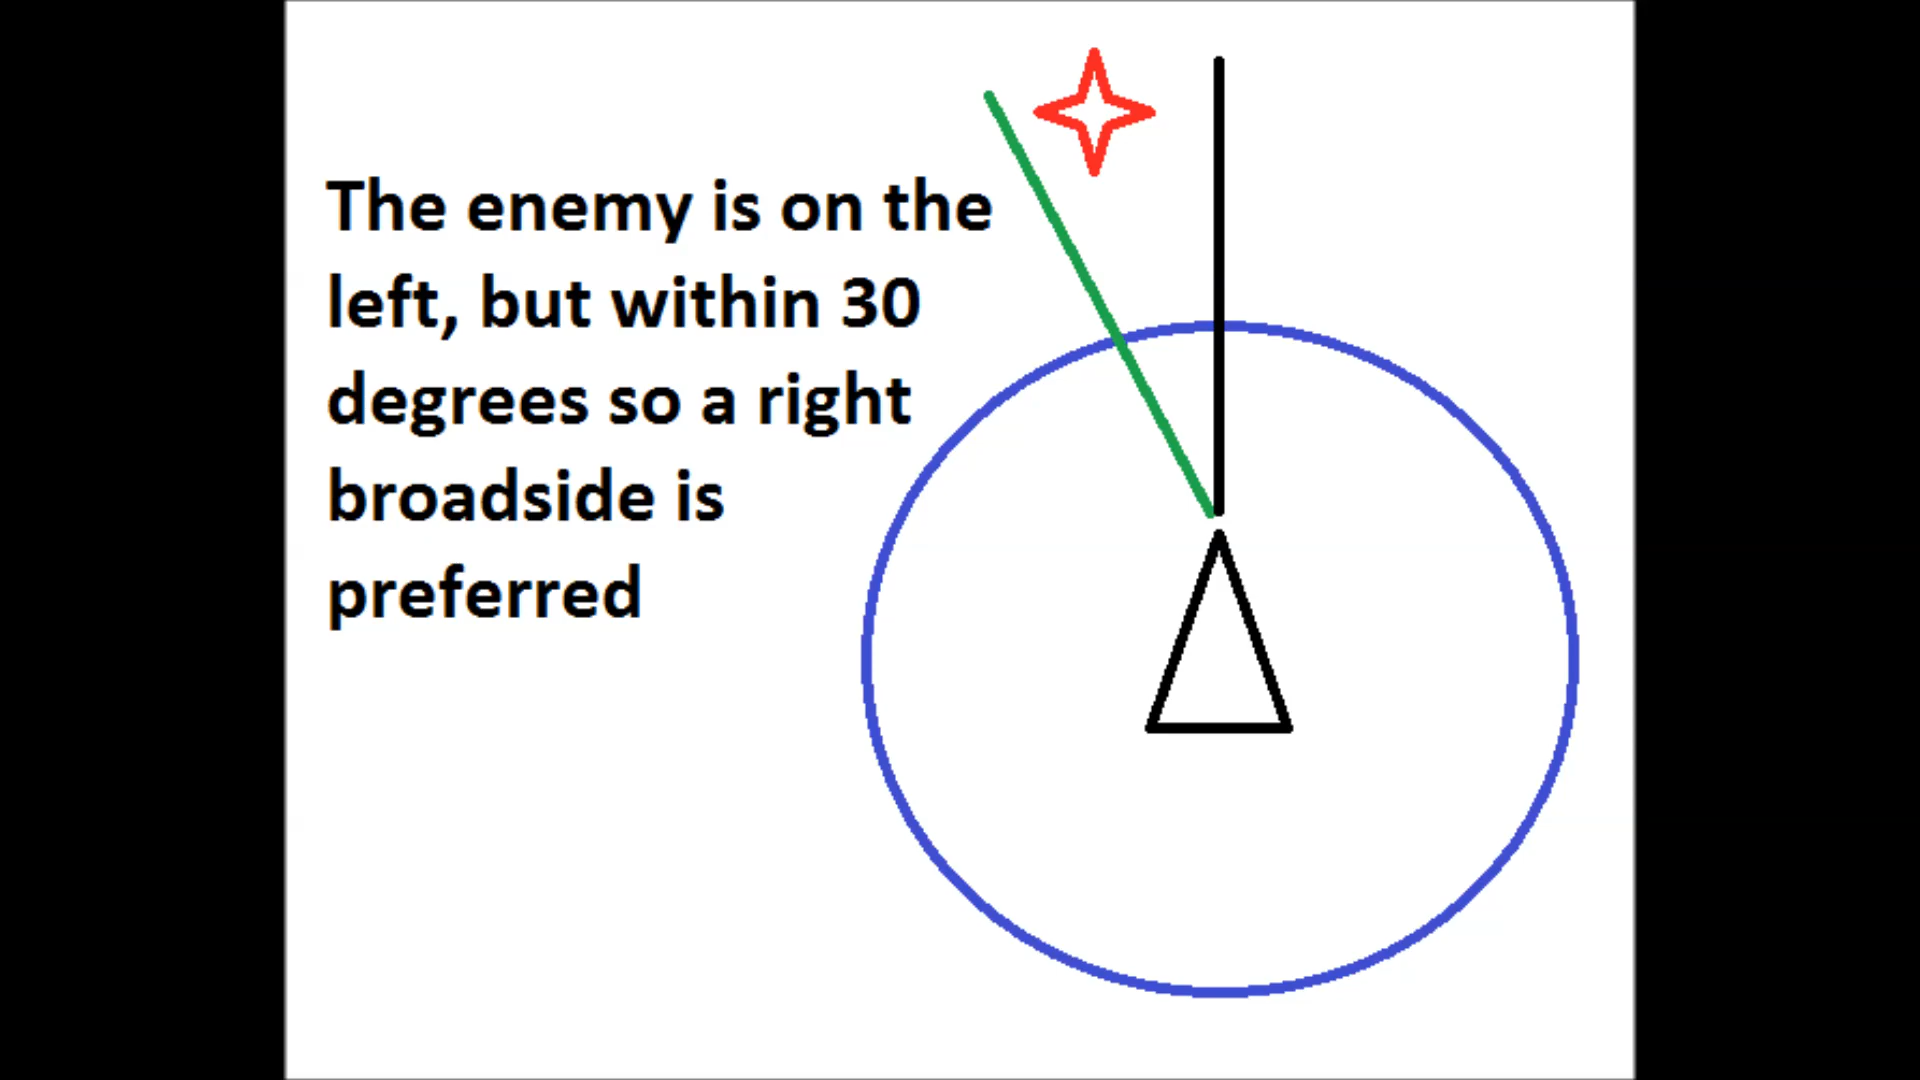 The enemy is on the
left, but within 30
degrees so a right
broadside is
preferred